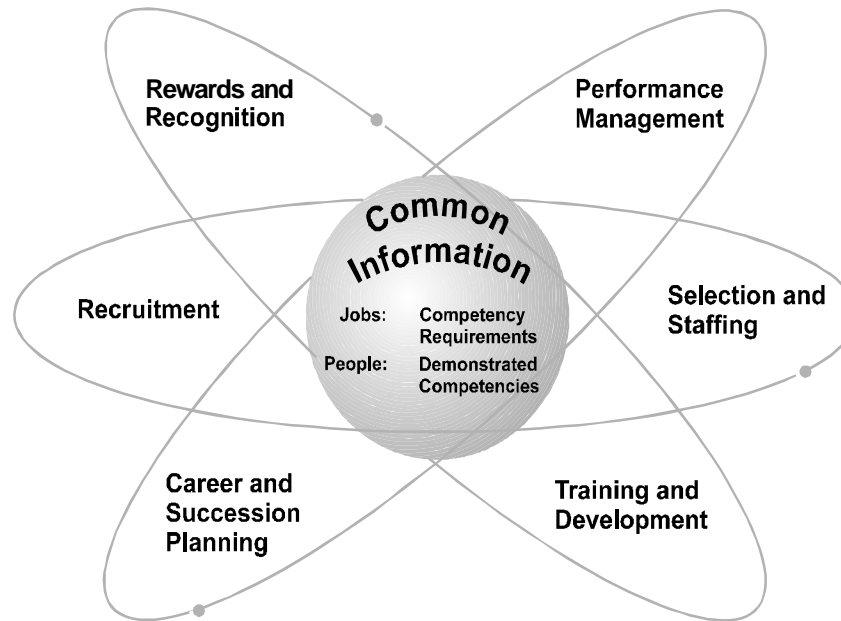 Rewards and
Recognition
Performance
Management
Common
Information
Jobs: Competency
Requirements
People: Demonstrated
Competencies
Recruitment
Selection and
Staffing
Career and
Succession
Planning
Training and
Development